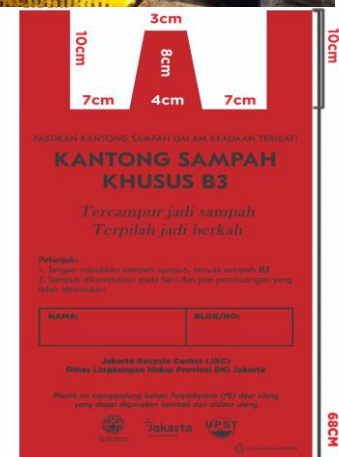 3cm
10cm
8cm
10cm
7cm
4cm
7cm
PASTIKAN KANTONG SAMPAH DALAM KEADAAN TERIKAT!
KANTONG SAMPAH
KHUSUS B3
Tercampur jadi sampah
Terpilah jadi berkah
Petunjuk:
1. Jangan masukkan sampah apapun, kecuali sampah B3
2. Sampah dikumpulkan pada hari dan jam pembuangan yang
telah ditentukan
NAMA:
BLOK/NO:
Jakarta Recycle Center (JRC)
Dinas Lingkungan Hidup Provinsi DKI Jakarta
Plastik ini mengandung bahan Polyethylene (PE) daur ulang
yang dapat digunakan kembali dan didaur ulang
Jakarta
UPST
68CM